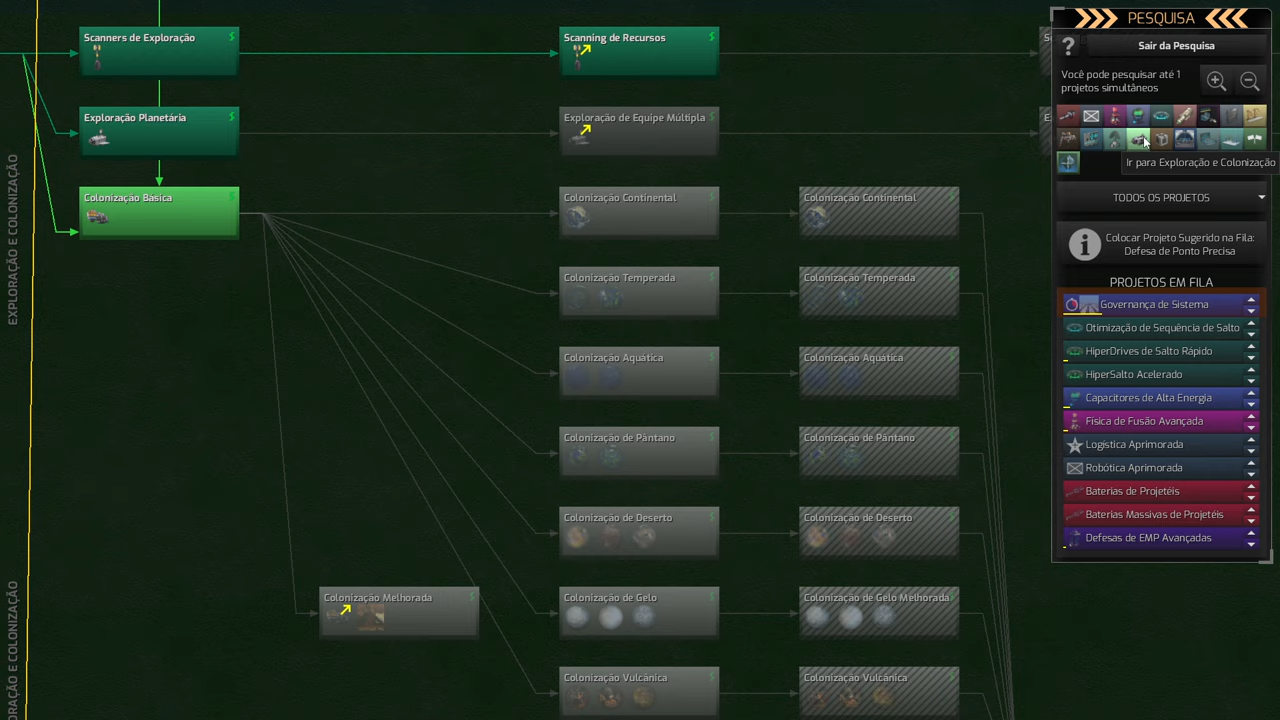 Scanners de Exploração
Scanning de Recursos
Exploração Planetária
Exploração de Equipe Múltipla
Colonização Básica
Colonização Continental
Colonização Continental
Colonização Temperada
Colonização Temperada
Colonização Aquática
Colonização Aquática
Colonização de Pântano
Colonização de Pântano
Colonização de Deserto
Colonização de Deserto
Colonização Melhorada
Colonização de Gelo
Colonização de Gelo Melhorada
Colonização Vulcânica
Colonização Vulcânica
EXPLORAÇÃO E COLONIZAÇÃO
ORAÇÃO E COLONIZAÇÃO
PESQUISA
?
Sair da Pesquisa
Você pode pesquisar até 1
projetos simultâneos
Ir para Exploração e Colonização
TODOS OS PROJETOS
Colocar Projeto Sugerido na Fila:
Defesa de Ponto Precisa
PROJETOS EM FILA
Governança de Sistema
Otimização de Sequência de Salto
HiperDrives de Salto Rápido
HiperSalto Acelerado
Capacitores de Alta Energia
Física de Fusão Avançada
Logística Aprimorada
Robótica Aprimorada
Baterias de Projetéis
Baterias Massivas de Projetéis
Defesas de EMP Avançadas